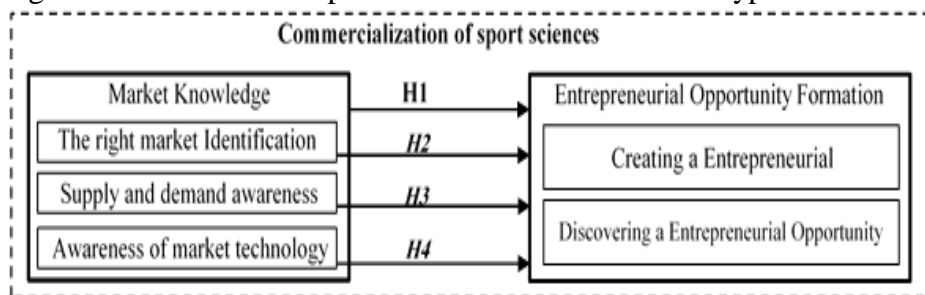 Commercialization of sport sciences
Market Knowledge
The right market Identification
Supply and demand awareness
Awareness of market technology
H1
H2
H3
H4
Entrepreneurial Opportunity Formation
Creating a Entrepreneurial
Discovering a Entrepreneurial Opportunity